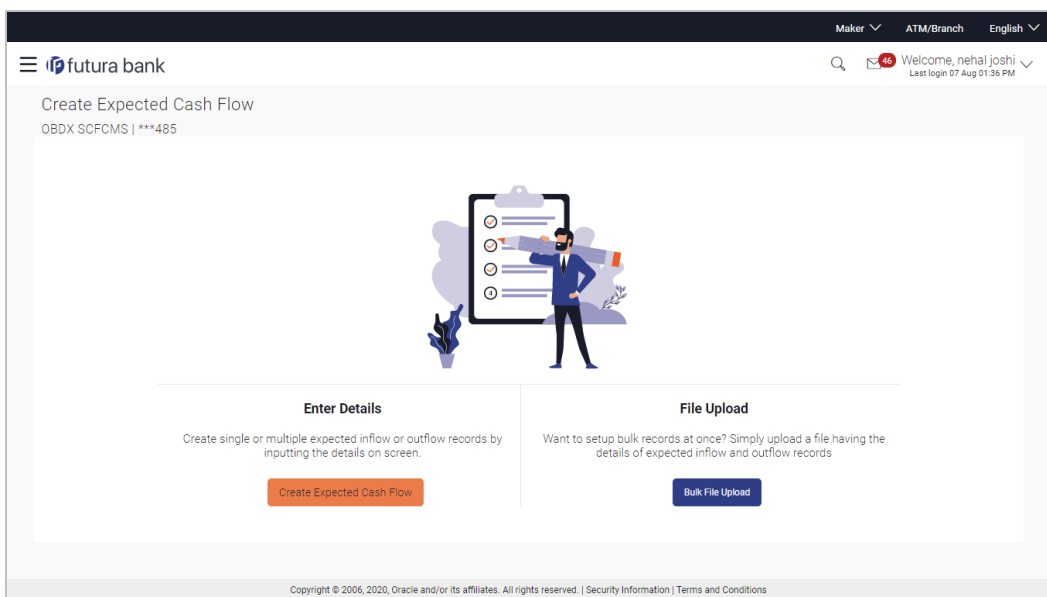 Maker ATM/Branch English
futura bank
46
Welcome, nehal joshi
Last login 07 Aug 01:36 PM
Create Expected Cash Flow
OBDX SCFCMS | ***485
4
Enter Details
Create single or multiple expected inflow or outflow records by
inputting the details on screen.
Create Expected Cash Flow
File Upload
Want to setup bulk records at once? Simply upload a file having the
details of expected inflow and outflow records
Bulk File Upload
Copyright © 2006, 2020, Oracle and/or its affiliates. All rights reserved. | Security Information | Terms and Conditions